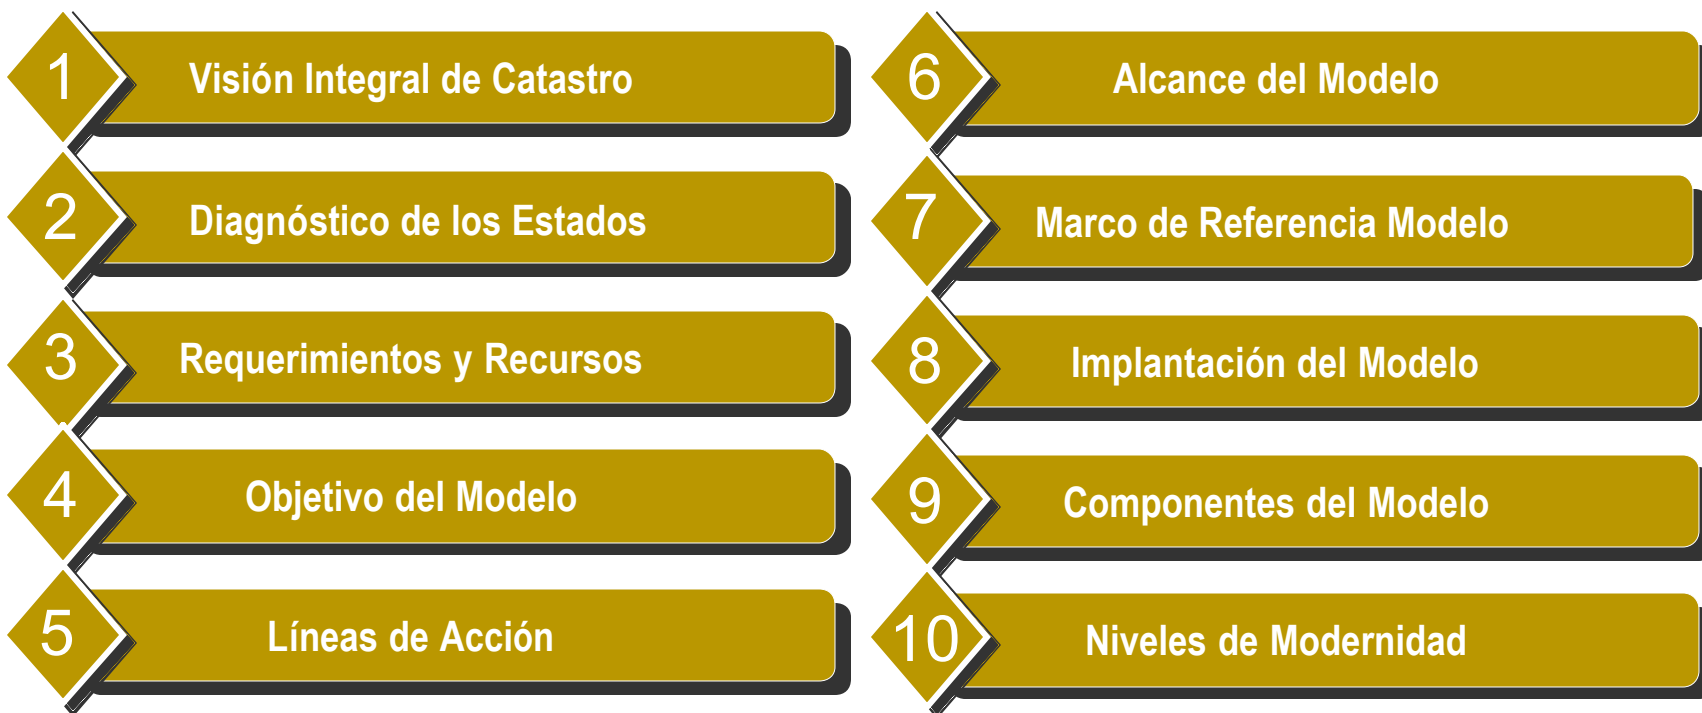 1 Visión Integral de Catastro
2 Diagnóstico de los Estados
3 Requerimientos y Recursos
4 Objetivo del Modelo
5 Líneas de Acción
6 Alcance del Modelo
7 Marco de Referencia Modelo
8 Implantación del Modelo
9 Componentes del Modelo
10 Niveles de Modernidad